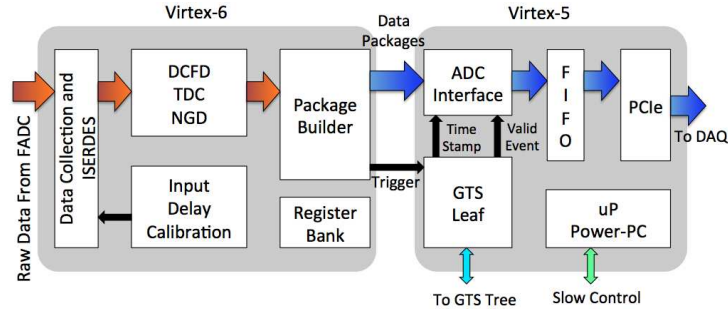 Virtex-6
Virtex-5
Raw Data From FADC
Data Collection and
ISERDES
DCFD
TDC
NGD
Input
Delay
Calibration
Package
Builder
Register
Bank
Data
Packages
Trigger
ADC
Interface
Time
Stamp
Valid
Event
GTS
Leaf
F
I
F
O
PCIe
To DAQ
uP
Power-PC
To GTS Tree
Slow Control